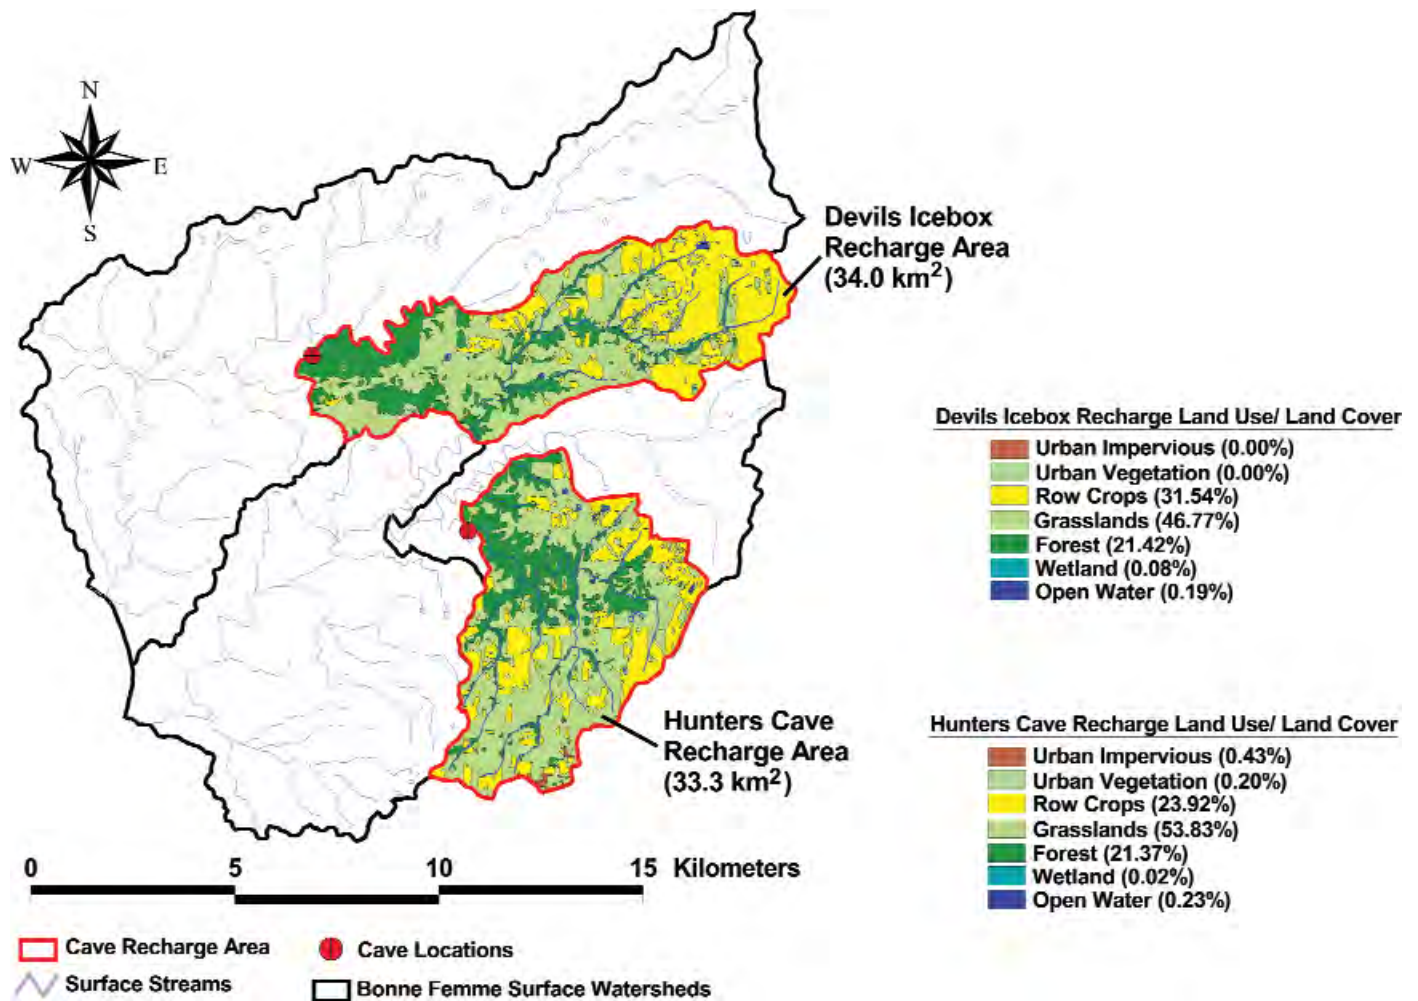 N
W E
S
Devils Icebox
Recharge Area
(34.0 km2)
Devils Icebox Recharge Land Use/ Land Cover
Urban Impervious (0.00%)
Urban Vegetation (0.00%)
Row Crops (31.54%)
Grasslands (46.77%)
Forest (21.42%)
Wetland (0.08%)
Open Water (0.19%)
Hunters Cave
Recharge Area
(33.3 km2)
Hunters Cave Recharge Land Use/ Land Cover
Urban Impervious (0.43%)
Urban Vegetation (0.20%)
Row Crops (23.92%)
Grasslands (53.83%)
Forest (21.37%)
Wetland (0.02%)
Open Water (0.23%)
0 5 10 15 Kilometers
Cave Recharge Area Cave Locations
Surface Streams Bonne Femme Surface Watersheds